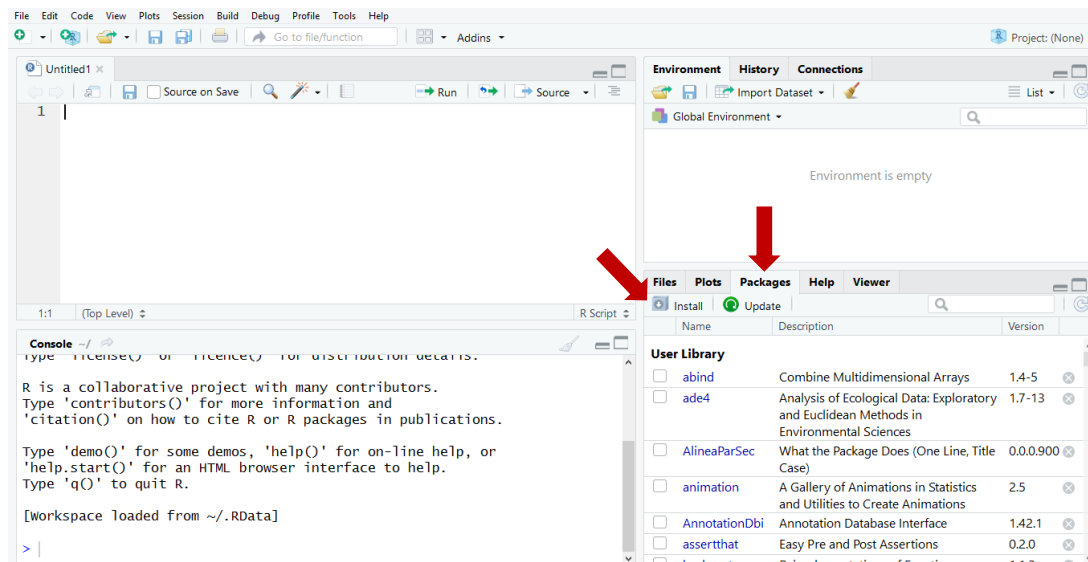 File Edit Code View Plots Session Build Debug Profile Tools Help
Go to file/function Addins Project: (None)
Untitled1
Source on Save Run Source
1
1:1 (Top Level) R Script
Console ~/
Type 'license()' or 'licence()' for distribution details.
R is a collaborative project with many contributors.
Type 'contributors()' for more information and
'citation()' on how to cite R or R packages in publications.
Type 'demo()' for some demos, 'help()' for on-line help, or
'help.start()' for an HTML browser interface to help.
Type 'q()' to quit R.
[Workspace loaded from ~/.RData]
>
Environment History Connections
Import Dataset List
Global Environment
Environment is empty
Files Plots Packages Help Viewer
Install Update
Name Description Version
User Library
abind Combine Multidimensional Arrays 1.4-5
ade4 Analysis of Ecological Data: Exploratory 1.7-13
and Euclidean Methods in
Environmental Sciences
AlineaParSec What the Package Does (One Line, Title 0.0.0.900
Case)
animation A Gallery of Animations in Statistics 2.5
and Utilities to Create Animations
AnnotationDbi Annotation Database Interface 1.42.1
assertthat Easy Pre and Post Assertions 0.2.0